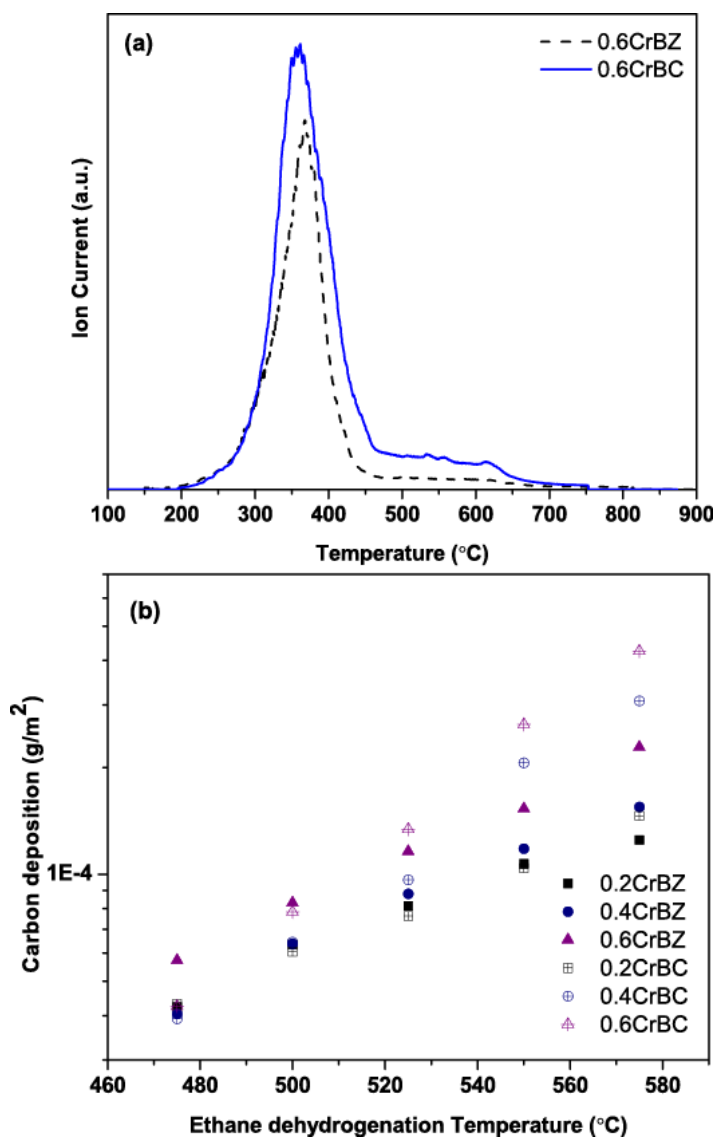 (a)
0.6CrBZ
0.6CrBC
Ion Current (a.u.)
100 200 300 400 500 600 700 800 900
Temperature (°C)
(b)
Carbon deposition (g/m²)
1E-4
0.2CrBZ
0.4CrBZ
0.6CrBZ
0.2CrBC
0.4CrBC
0.6CrBC
460 480 500 520 540 560 580
Ethane dehydrogenation Temperature (°C)